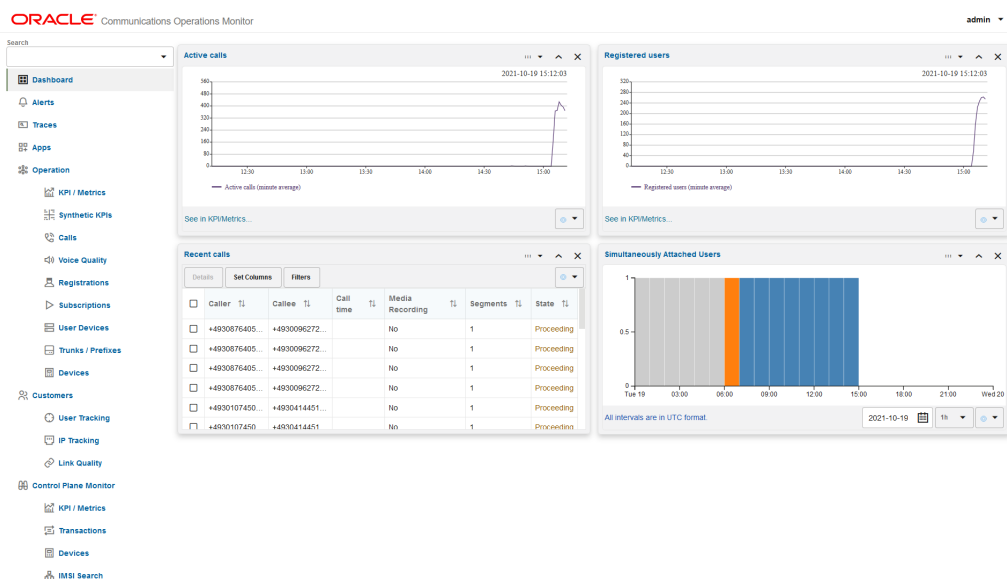 ORACLE® Communications Operations Monitor
admin
Search
Dashboard
Alerts
Traces
Apps
Operation
KPI / Metrics
Synthetic KPIs
Calls
Voice Quality
Registrations
Subscriptions
User Devices
Trunks / Prefixes
Devices
Customers
User Tracking
IP Tracking
Link Quality
Control Plane Monitor
KPI / Metrics
Transactions
Devices
IMSI Search
Active calls
2021-10-19 15:12:03
560
480
400
320
240
160
80
0
12:30 13:00 13:30 14:00 14:30 15:00
Active calls (minute average)
See in KPI/Metrics...
Registered users
2021-10-19 15:12:03
320
280
240
200
160
120
80
40
0
12:30 13:00 13:30 14:00 14:30 15:00
Registered users (minute average)
See in KPI/Metrics...
Recent calls
Details Set Columns Filters
Caller Callee Call time Media Recording Segments State
+4930876405... +4930096272... No 1 Proceeding
+4930876405... +4930096272... No 1 Proceeding
+4930876405... +4930096272... No 1 Proceeding
+4930876405... +4930096272... No 1 Proceeding
+4930107450... +4930414451... No 1 Proceeding
+4930107450 +4930414451 No 1 Proceeding
Simultaneously Attached Users
1
0.5
0
Tue 19 03:00 06:00 09:00 12:00 15:00 18:00 21:00 Wed 20
All intervals are in UTC format.
2021-10-19 1h